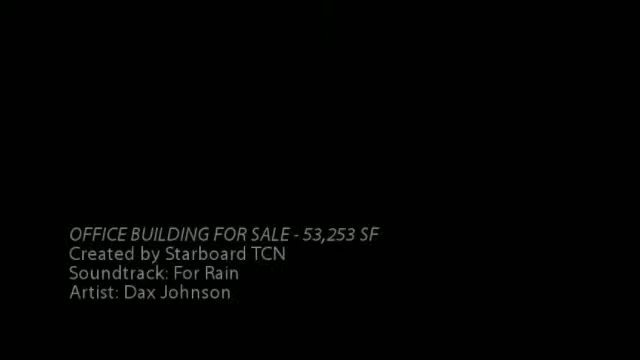 OFFICE BUILDING FOR SALE - 53,253 SF
Created by Starboard TCN
Soundtrack: For Rain
Artist: Dax Johnson